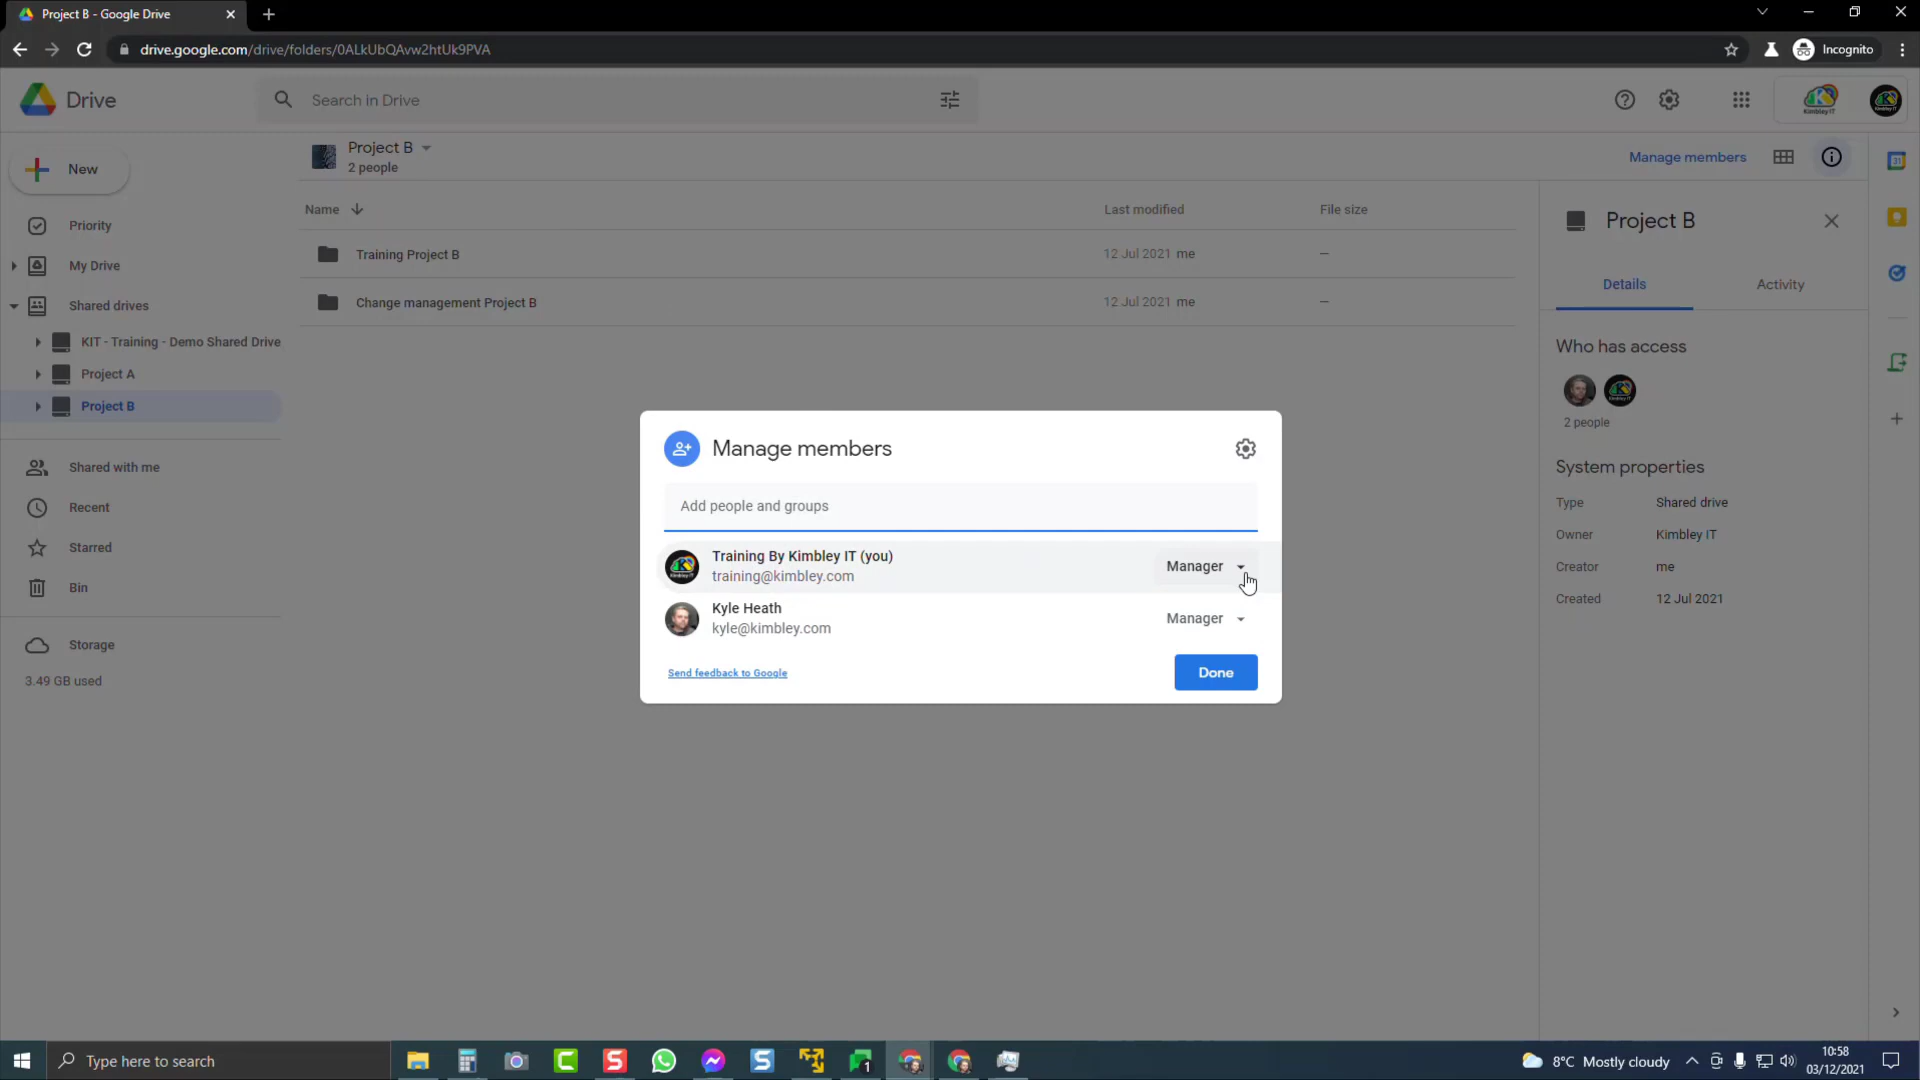 Project B - Google Drive
drive.google.com/drive/folders/0ALkUbQAvw2htUk9PVA
Incognito
Drive
Search in Drive
Kimbley IT
New
Project B
2 people
Manage members
Priority
My Drive
Shared drives
KIT - Training - Demo Shared Drive
Project A
Project B
Shared with me
Recent
Starred
Bin
Storage
3.49 GB used
Name
Last modified
File size
Training Project B
12 Jul 2021 me
—
Change management Project B
12 Jul 2021 me
—
Project B
Details
Activity
Who has access
2 people
System properties
Type
Shared drive
Owner
Kimbley IT
Creator
me
Created
12 Jul 2021
31
Manage members
Add people and groups
Training By Kimbley IT (you)
training@kimbley.com
Manager
Kyle Heath
kyle@kimbley.com
Manager
Send feedback to Google
Done
Type here to search
1
8°C Mostly cloudy
10:58
03/12/2021